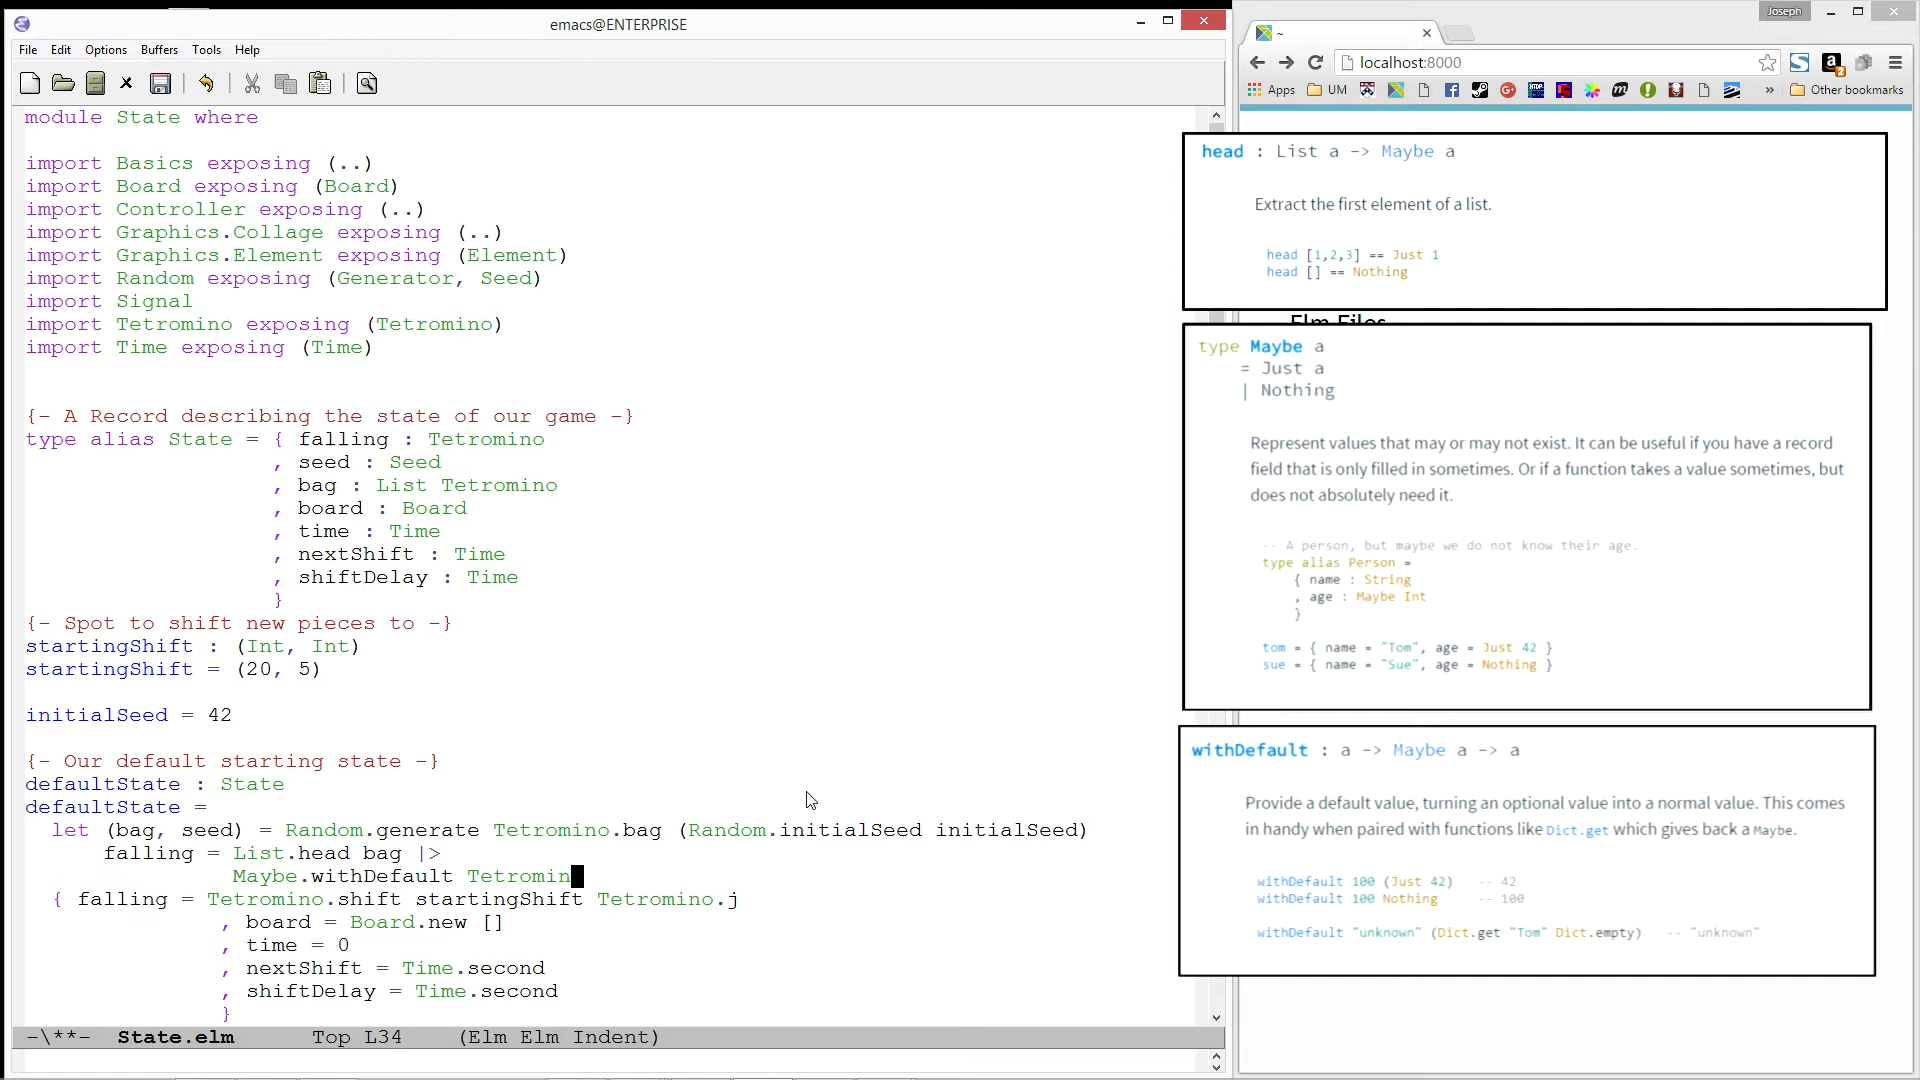 emacs@ENTERPRISE
File Edit Options Buffers Tools Help
module State where
import Basics exposing (..)
import Board exposing (Board)
import Controller exposing (..)
import Graphics.Collage exposing (..)
import Graphics.Element exposing (Element)
import Random exposing (Generator, Seed)
import Signal
import Tetromino exposing (Tetromino)
import Time exposing (Time)
{- A Record describing the state of our game -}
type alias State = { falling : Tetromino
, seed : Seed
, bag : List Tetromino
, board : Board
, time : Time
, nextShift : Time
, shiftDelay : Time
}
{- Spot to shift new pieces to -}
startingShift : (Int, Int)
startingShift = (20, 5)
initialSeed = 42
{- Our default starting state -}
defaultState : State
defaultState =
let (bag, seed) = Random.generate Tetromino.bag (Random.initialSeed initialSeed)
falling = List.head bag |>
Maybe.withDefault Tetromin
{ falling = Tetromino.shift startingShift Tetromino.j
, board = Board.new []
, time = 0
, nextShift = Time.second
, shiftDelay = Time.second
}
-\**- State.elm Top L34 (Elm Elm Indent)
Joseph
~
localhost:8000
Apps UM » Other bookmarks
head : List a -> Maybe a
Extract the first element of a list.
head [1,2,3] == Just 1
head [] == Nothing
Elm Files
type Maybe a
= Just a
| Nothing
Represent values that may or may not exist. It can be useful if you have a record
field that is only filled in sometimes. Or if a function takes a value sometimes, but
does not absolutely need it.
-- A person, but maybe we do not know their age.
type alias Person =
{ name : String
, age : Maybe Int
}
tom = { name = "Tom", age = Just 42 }
sue = { name = "Sue", age = Nothing }
withDefault : a -> Maybe a -> a
Provide a default value, turning an optional value into a normal value. This comes
in handy when paired with functions like Dict.get which gives back a Maybe.
withDefault 100 (Just 42) -- 42
withDefault 100 Nothing -- 100
withDefault "unknown" (Dict.get "Tom" Dict.empty) -- "unknown"